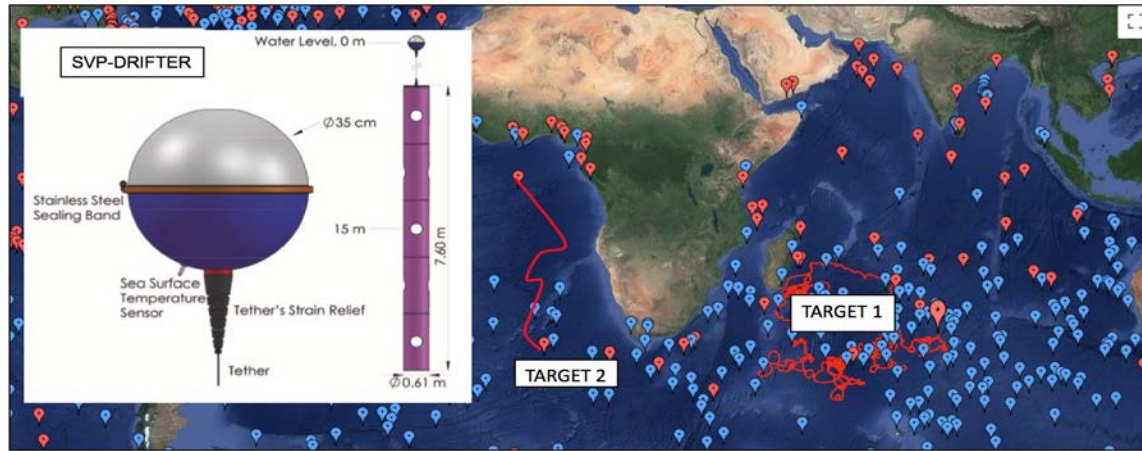 SVP-DRIFTER
Water Level, 0 m
Ø35 cm
Stainless Steel
Sealing Band
15 m
7.60 m
Sea Surface
Temperature
Sensor
Tether's Strain Relief
Tether
Ø0.61 m
TARGET 1
TARGET 2